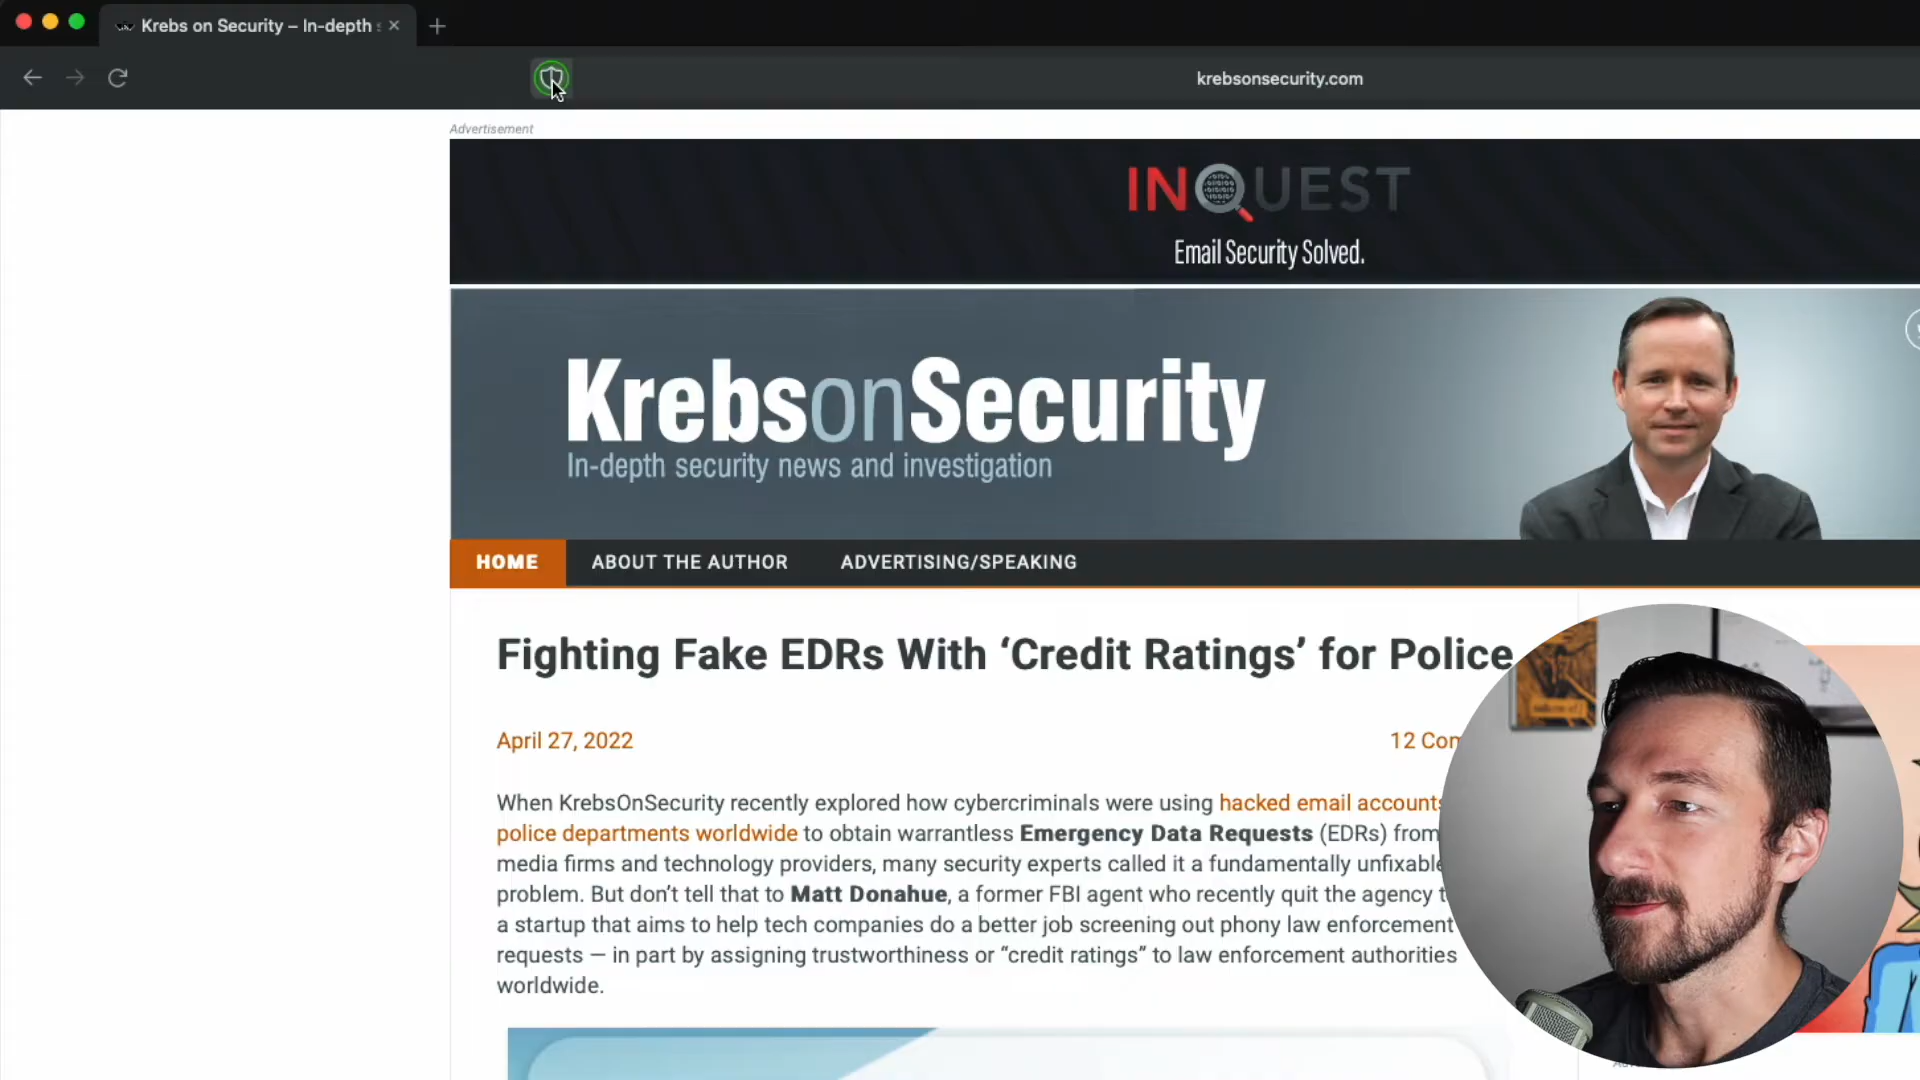 Krebs on Security – In-depth
krebsonsecurity.com
Advertisement
INQUEST
Email Security Solved.
KrebsonSecurity
In-depth security news and investigation
HOME ABOUT THE AUTHOR ADVERTISING/SPEAKING
Fighting Fake EDRs With ‘Credit Ratings’ for Police
April 27, 2022 12 Com
When KrebsOnSecurity recently explored how cybercriminals were using hacked email accounts
police departments worldwide to obtain warrantless Emergency Data Requests (EDRs) from
media firms and technology providers, many security experts called it a fundamentally unfixable
problem. But don’t tell that to Matt Donahue, a former FBI agent who recently quit the agency
a startup that aims to help tech companies do a better job screening out phony law enforcement
requests — in part by assigning trustworthiness or “credit ratings” to law enforcement authorities
worldwide.